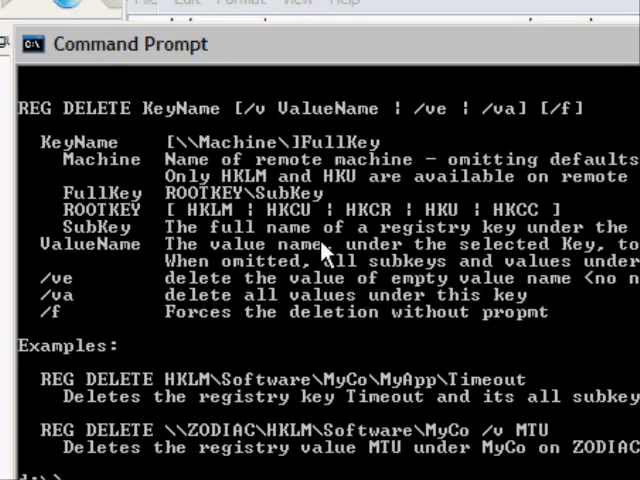 File Edit Format View Help
Command Prompt
REG DELETE KeyName [/v ValueName ¦ /ve ¦ /va] [/f]
KeyName [\\Machine\]FullKey
Machine Name of remote machine - omitting defaults
Only HKLM and HKU are available on remote
FullKey ROOTKEY\SubKey
ROOTKEY [ HKLM ¦ HKCU ¦ HKCR ¦ HKU ¦ HKCC ]
SubKey The full name of a registry key under the
ValueName The value name, under the selected Key, to
When omitted, all subkeys and values under
/ve delete the value of empty value name <no n
/va delete all values under this key
/f Forces the deletion without propmt
Examples:
REG DELETE HKLM\Software\MyCo\MyApp\Timeout
Deletes the registry key Timeout and its all subkey
REG DELETE \\ZODIAC\HKLM\Software\MyCo /v MTU
Deletes the registry value MTU under MyCo on ZODIAC